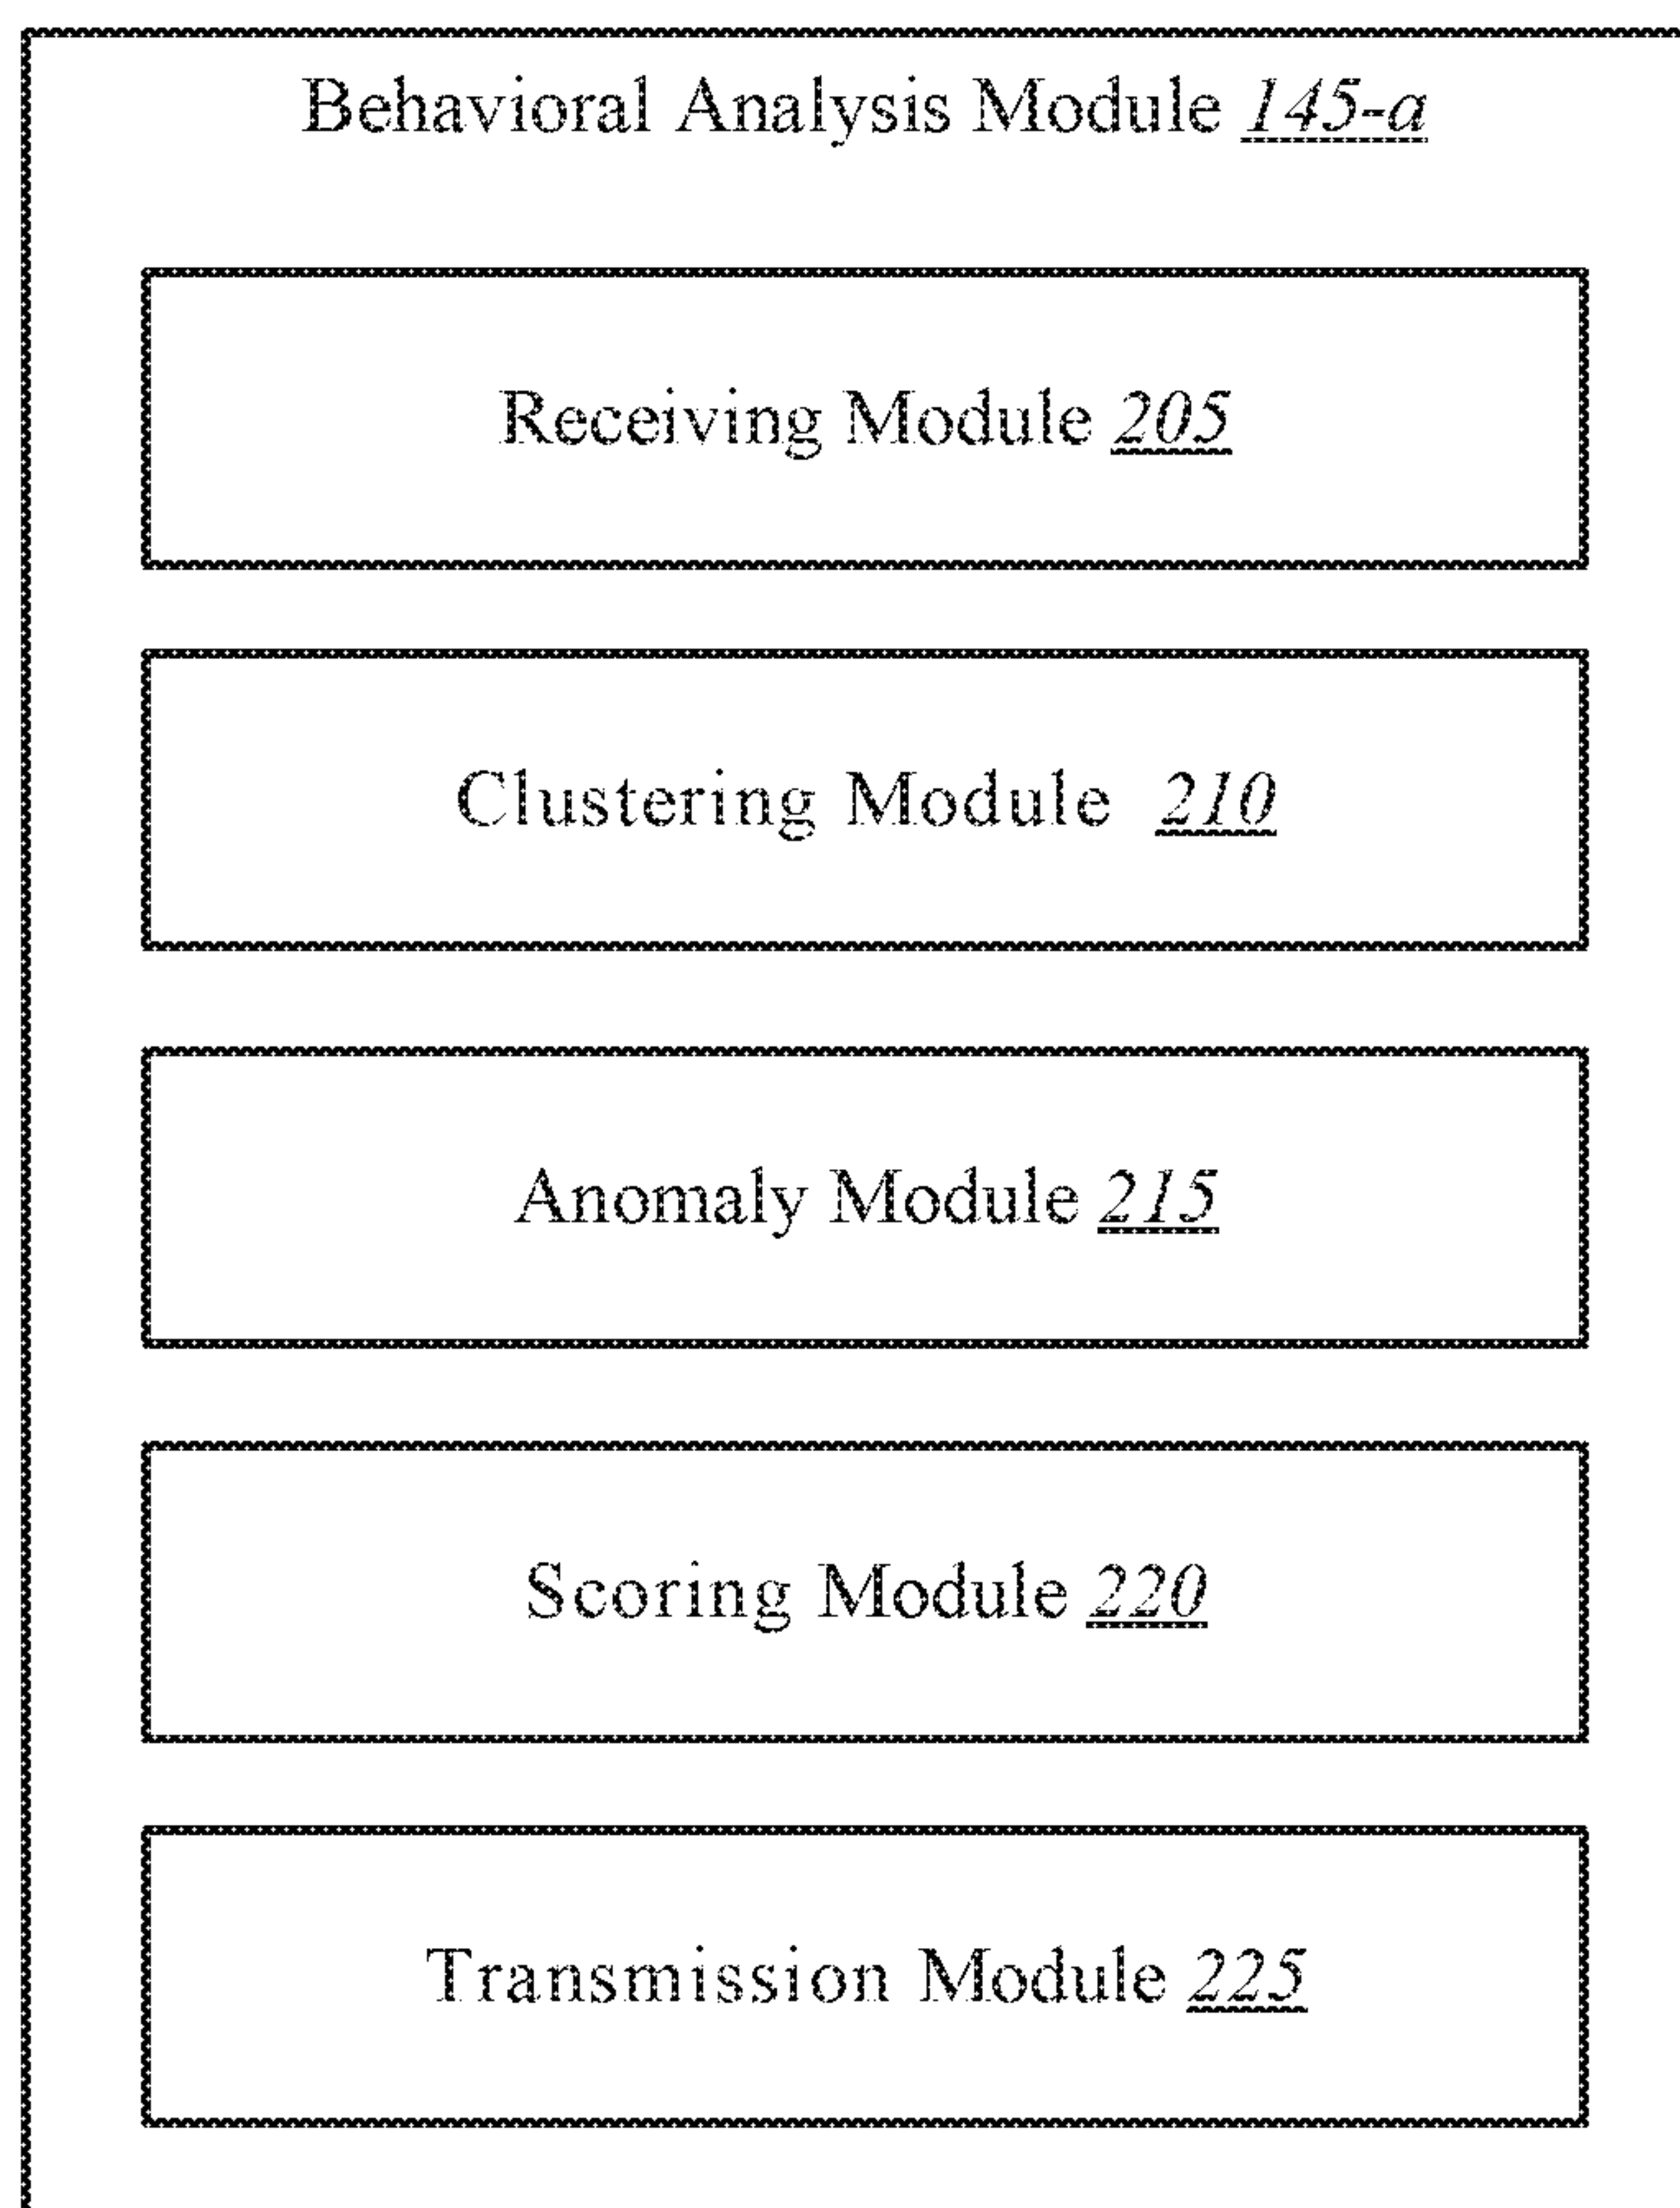 Behavioral Analysis Module 145-a
Receiving Module 205
Clustering Module 210
Anomaly Module 215
Scoring Module 220
Transmission Module 225